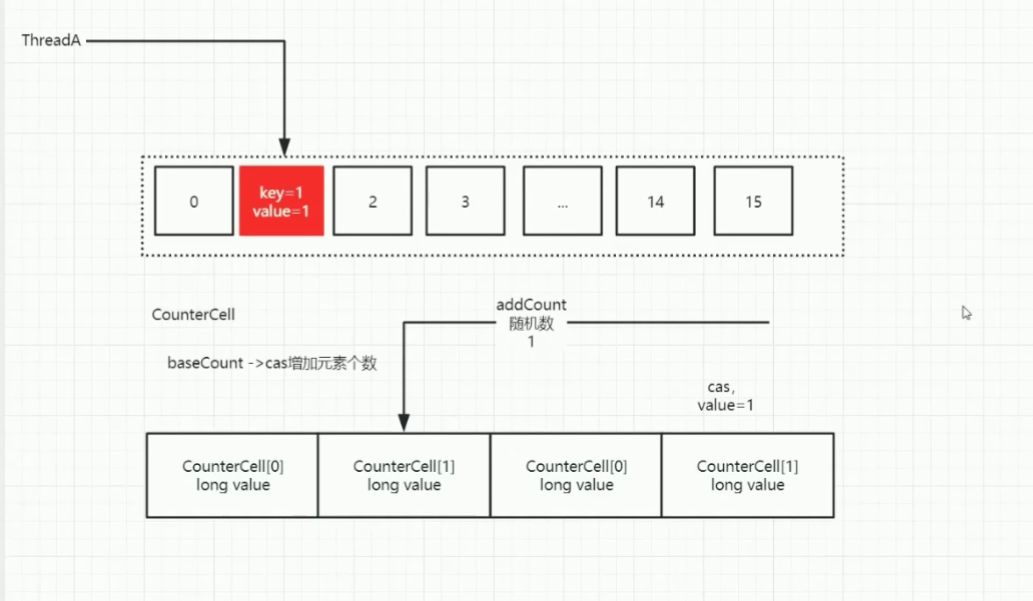 ThreadA
0
key=1
value=1
2
3
...
14
15
CounterCell
addCount
随机数
1
baseCount ->cas增加元素个数
cas,
value=1
CounterCell[0]
long value
CounterCell[1]
long value
CounterCell[0]
long value
CounterCell[1]
long value